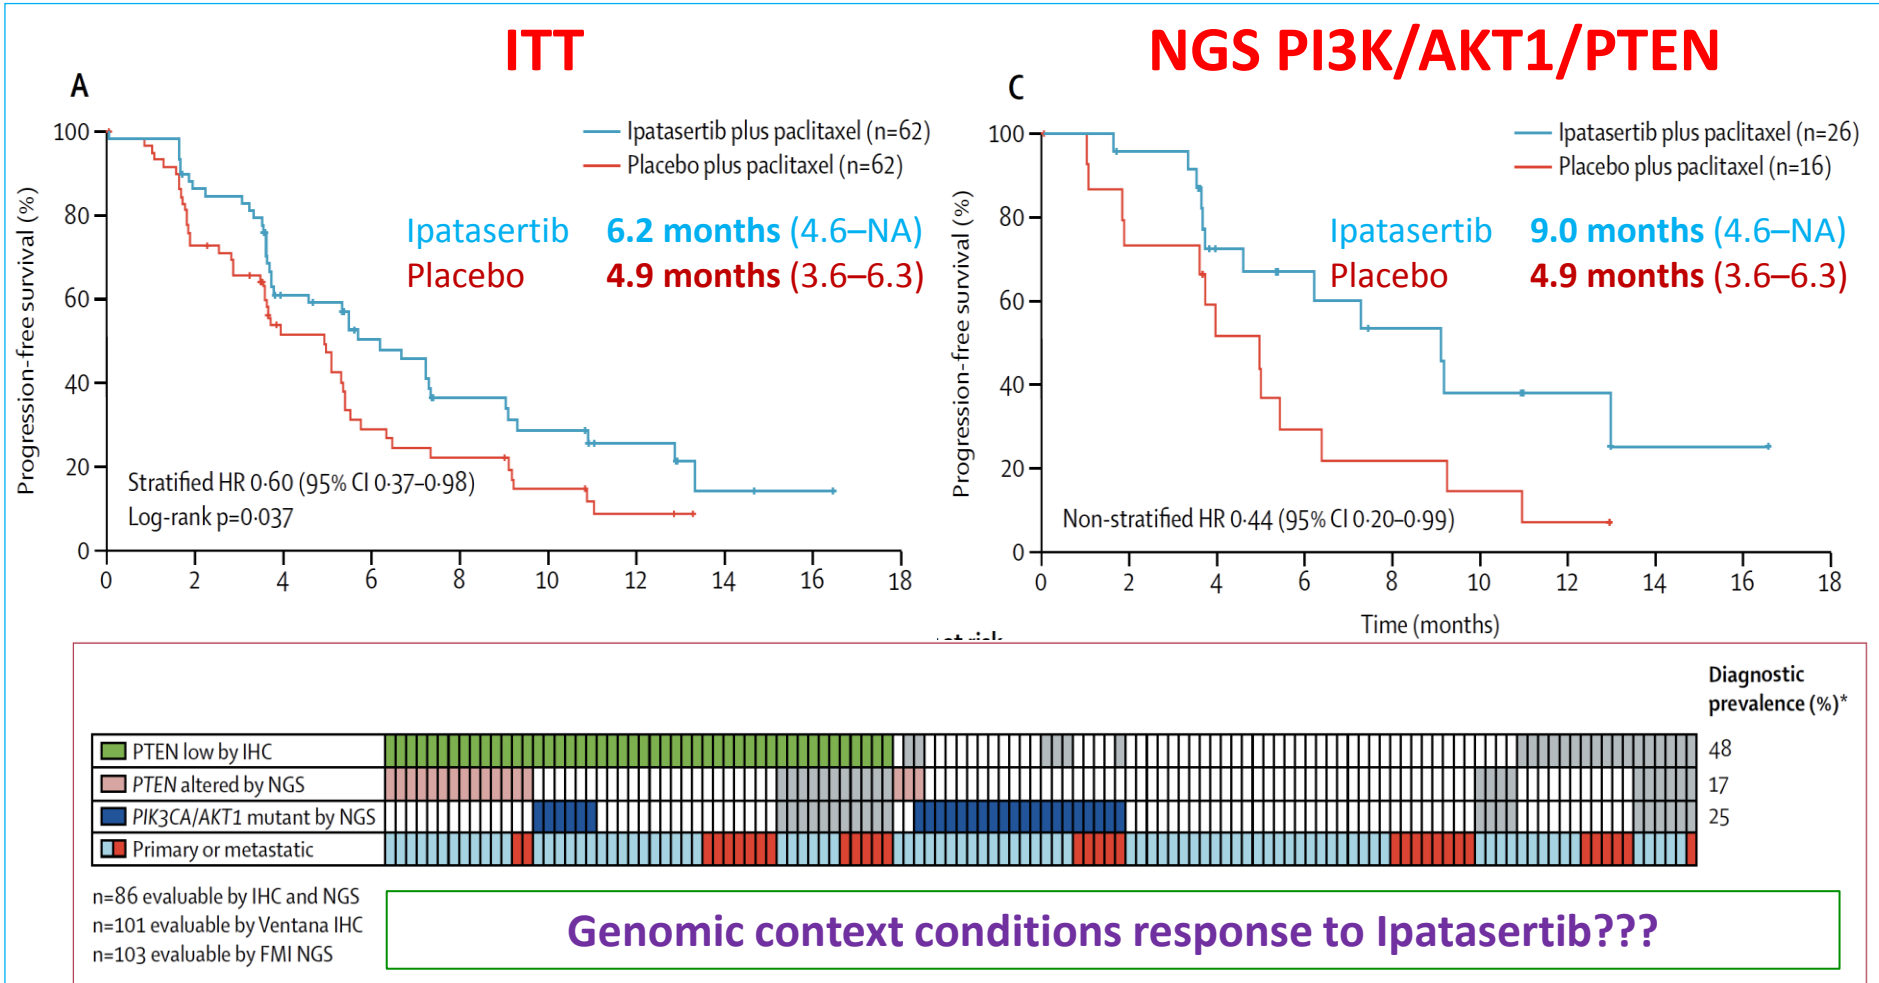 ITT
NGS PI3K/AKT1/PTEN
A
Ipatasertib plus paclitaxel (n=62)
Placebo plus paclitaxel (n=62)
Ipatasertib 6.2 months (4.6–NA)
Placebo 4.9 months (3.6–6.3)
Progression-free survival (%)
100
80
60
40
20
0
Stratified HR 0·60 (95% CI 0·37–0·98)
Log-rank p=0·037
0 2 4 6 8 10 12 14 16 18
C
Ipatasertib plus paclitaxel (n=26)
Placebo plus paclitaxel (n=16)
Ipatasertib 9.0 months (4.6–NA)
Placebo 4.9 months (3.6–6.3)
Progression-free survival (%)
100
80
60
40
20
0
Non-stratified HR 0·44 (95% CI 0·20–0·99)
0 2 4 6 8 10 12 14 16 18
Time (months)
at risk
Diagnostic
prevalence (%)*
PTEN low by IHC 48
PTEN altered by NGS 17
PIK3CA/AKT1 mutant by NGS 25
Primary or metastatic
n=86 evaluable by IHC and NGS
n=101 evaluable by Ventana IHC
n=103 evaluable by FMI NGS
Genomic context conditions response to Ipatasertib???